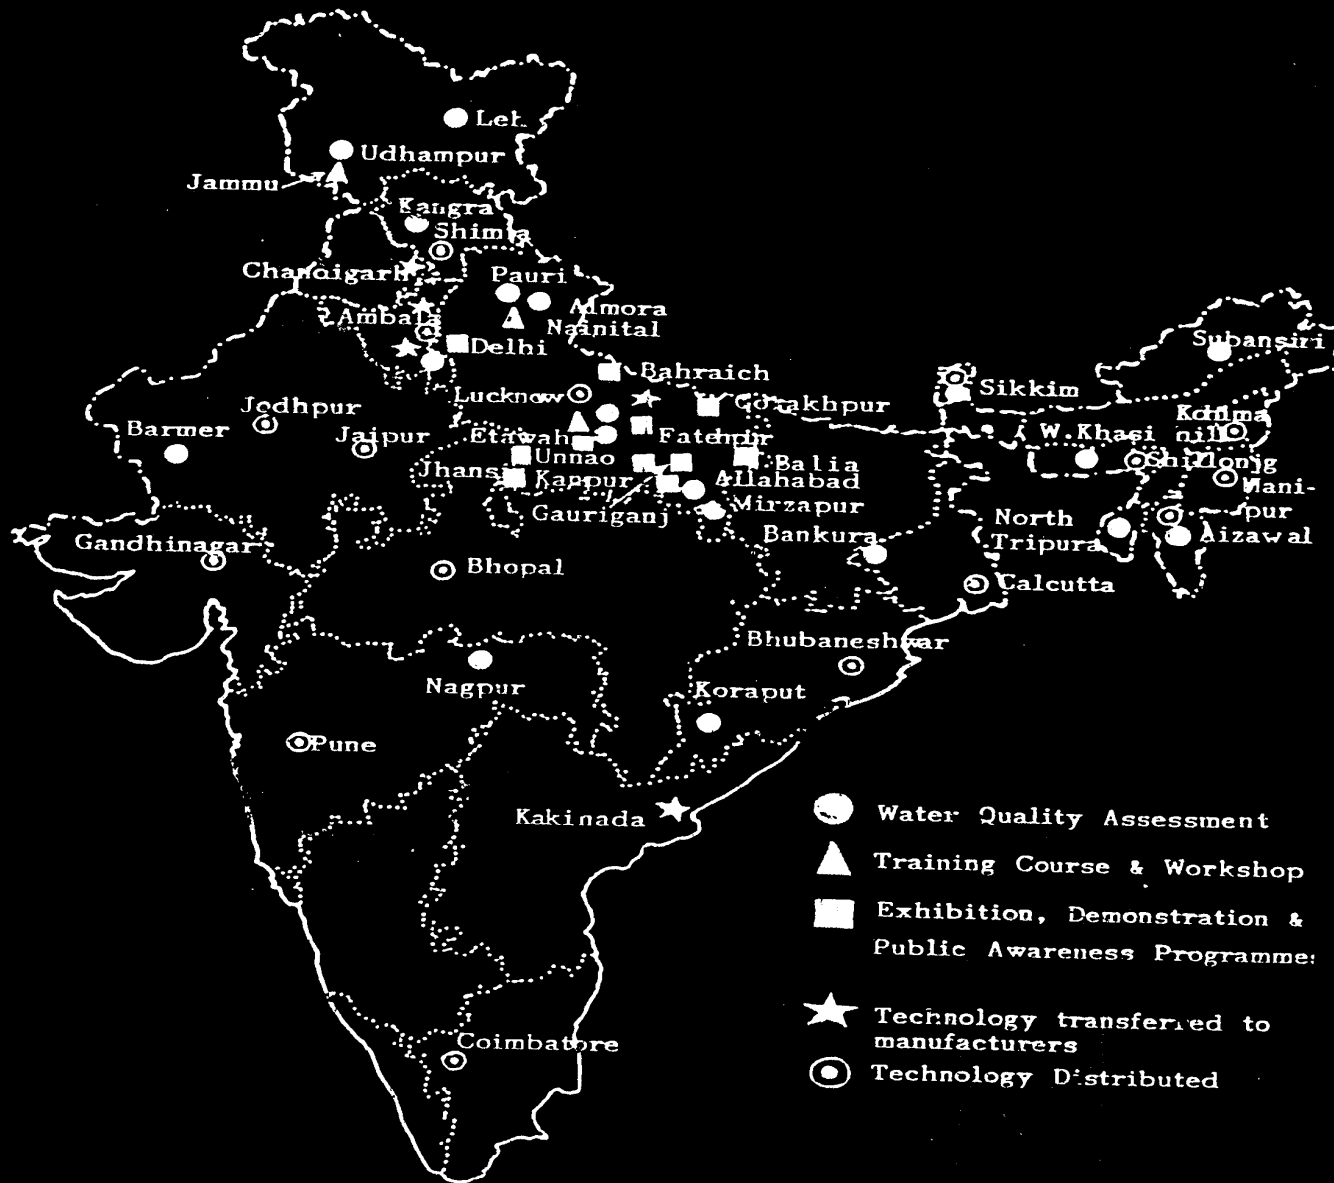 Leh
Udhampur
Jammu
Kangra
Shimla
Chandigarh
Pauri
Almora
Ambala
Nainital
Delhi
Bahraich
Lucknow
Gorakhpur
Sikkim
Subansiri
Jodhpur
Kohima
Barmer
Jaipur
Etawah
Fatehpur
W.Khasi hill
Unnao
Balia
Shillong
Jhansi
Kanpur
Allahabad
Mani-
pur
Gauriganj
Mirzapur
North
Tripura
Bankura
Aizawal
Gandhinagar
Bhopal
Calcutta
Bhubaneshwar
Nagpur
Koraput
Pune
Kakinada
Water Quality Assessment
Training Course & Workshop
Exhibition, Demonstration &
Public Awareness Programmes
Technology transferred to
manufacturers
Technology Distributed
Coimbatore